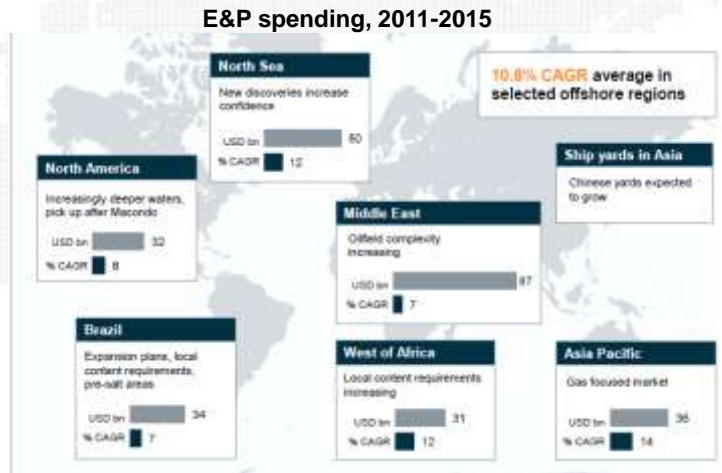 E&P spending, 2011-2015
North Sea
New discoveries increase
confidence
USD bn
% CAGR 12
10.8% CAGR average in
selected offshore regions
North America
Increasingly deeper waters,
pick up after Macondo
USD bn 32
% CAGR 8
Ship yards in Asia
Chinese yards expected
to grow
Middle East
Oilfield complexity
increasing
USD bn
% CAGR 7
Brazil
Expansion plans, local
content requirements,
pre-salt areas
USD bn 34
% CAGR 7
West of Africa
Local content requirements
increasing
USD bn 31
% CAGR 12
Asia Pacific
Gas focused market
USD bn 36
% CAGR 14